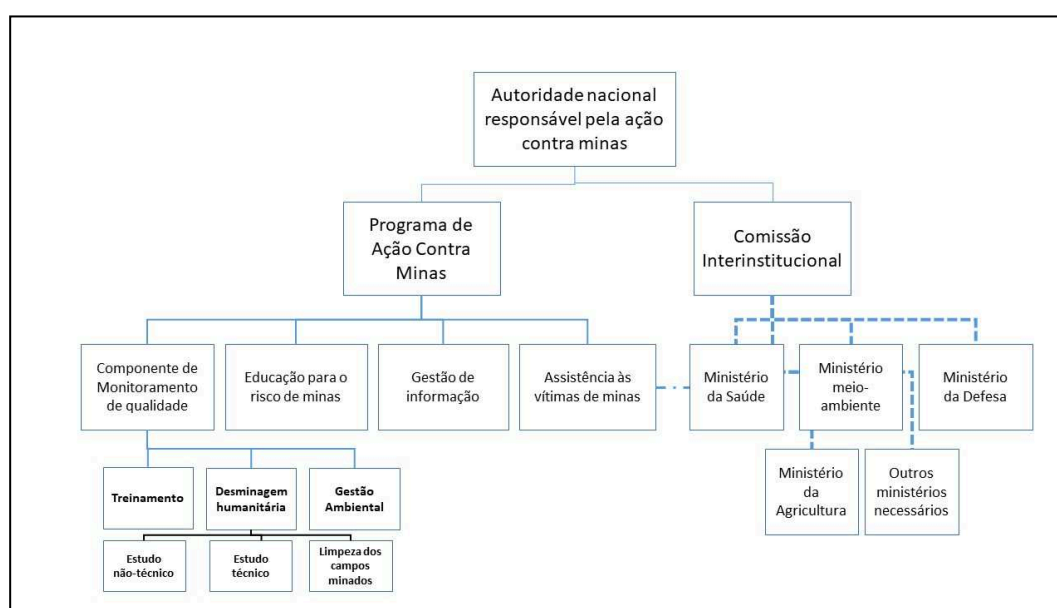 Autoridade nacional
responsável pela ação
contra minas
Programa de
Ação Contra
Minas
Comissão
Interinstitucional
Componente de
Monitoramento
de qualidade
Educação para o
risco de minas
Gestão de
informação
Assistência às
vítimas de minas
Ministério
da Saúde
Ministério
meio-
ambiente
Ministério
da Defesa
Treinamento
Desminagem
humanitária
Gestão
Ambiental
Ministério
da
Agricultura
Outros
ministérios
necessários
Estudo
não-técnico
Estudo
técnico
Limpeza dos
campos
minados